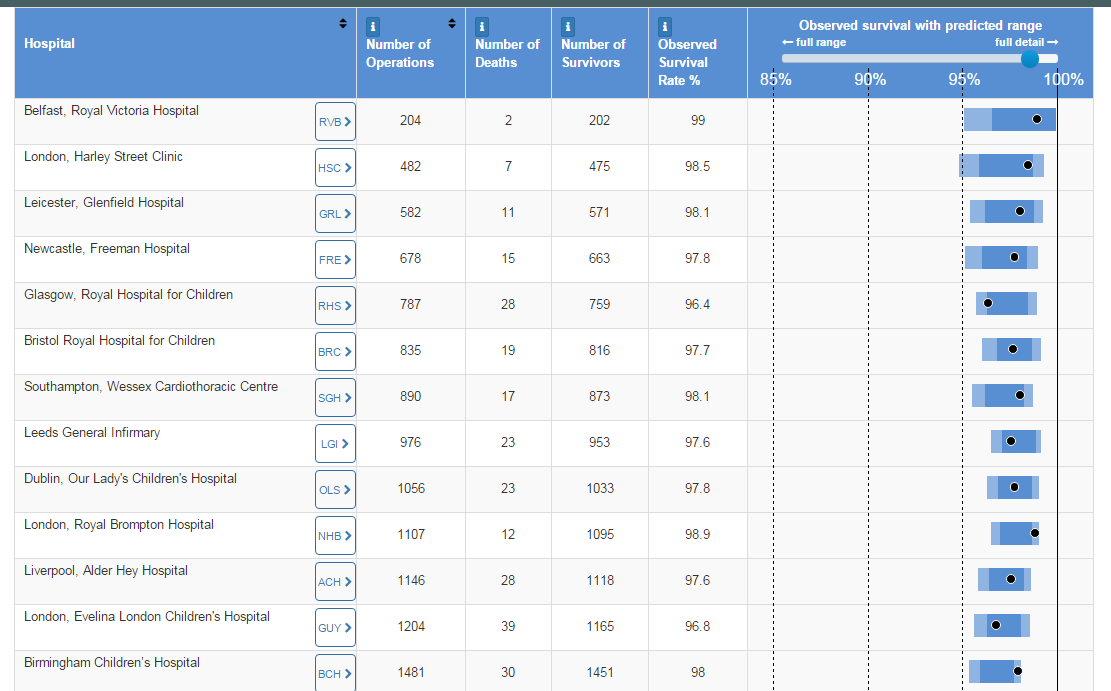 Hospital
Number of Operations
Number of Deaths
Number of Survivors
Observed Survival Rate %
Observed survival with predicted range
← full range full detail →
85% 90% 95% 100%
Belfast, Royal Victoria Hospital RVB 204 2 202 99
London, Harley Street Clinic HSC 482 7 475 98.5
Leicester, Glenfield Hospital GRL 582 11 571 98.1
Newcastle, Freeman Hospital FRE 678 15 663 97.8
Glasgow, Royal Hospital for Children RHS 787 28 759 96.4
Bristol Royal Hospital for Children BRC 835 19 816 97.7
Southampton, Wessex Cardiothoracic Centre SGH 890 17 873 98.1
Leeds General Infirmary LGI 976 23 953 97.6
Dublin, Our Lady's Children's Hospital OLS 1056 23 1033 97.8
London, Royal Brompton Hospital NHB 1107 12 1095 98.9
Liverpool, Alder Hey Hospital ACH 1146 28 1118 97.6
London, Evelina London Children's Hospital GUY 1204 39 1165 96.8
Birmingham Children's Hospital BCH 1481 30 1451 98